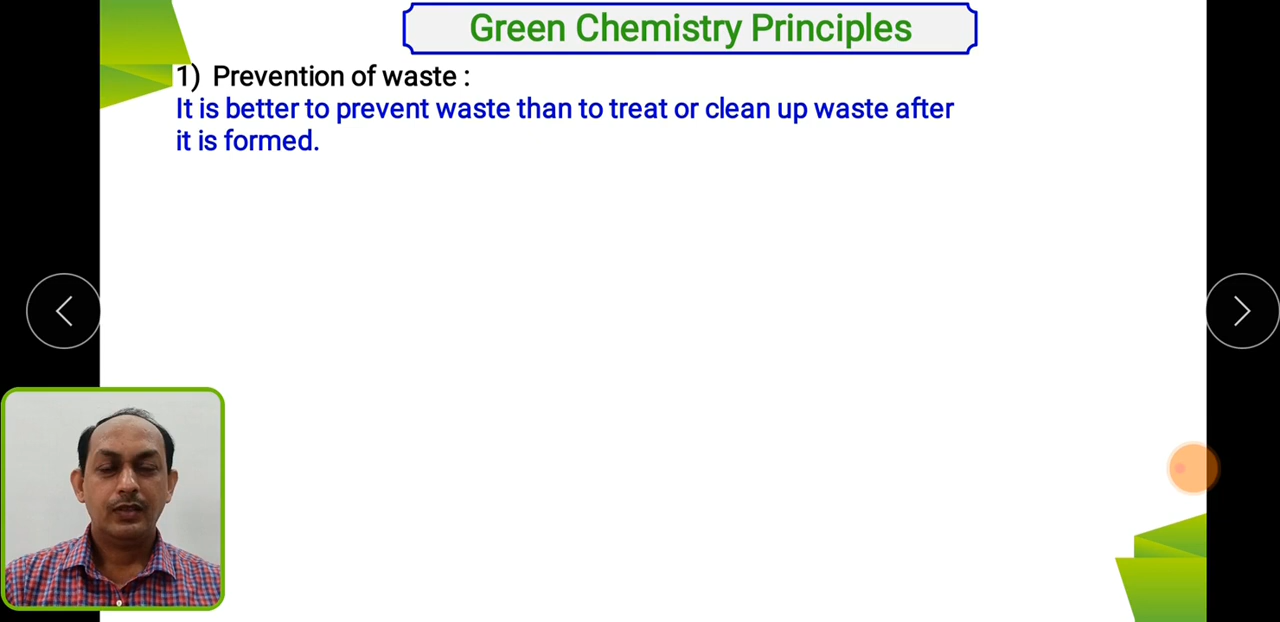 Green Chemistry Principles
1) Prevention of waste :
It is better to prevent waste than to treat or clean up waste after
it is formed.